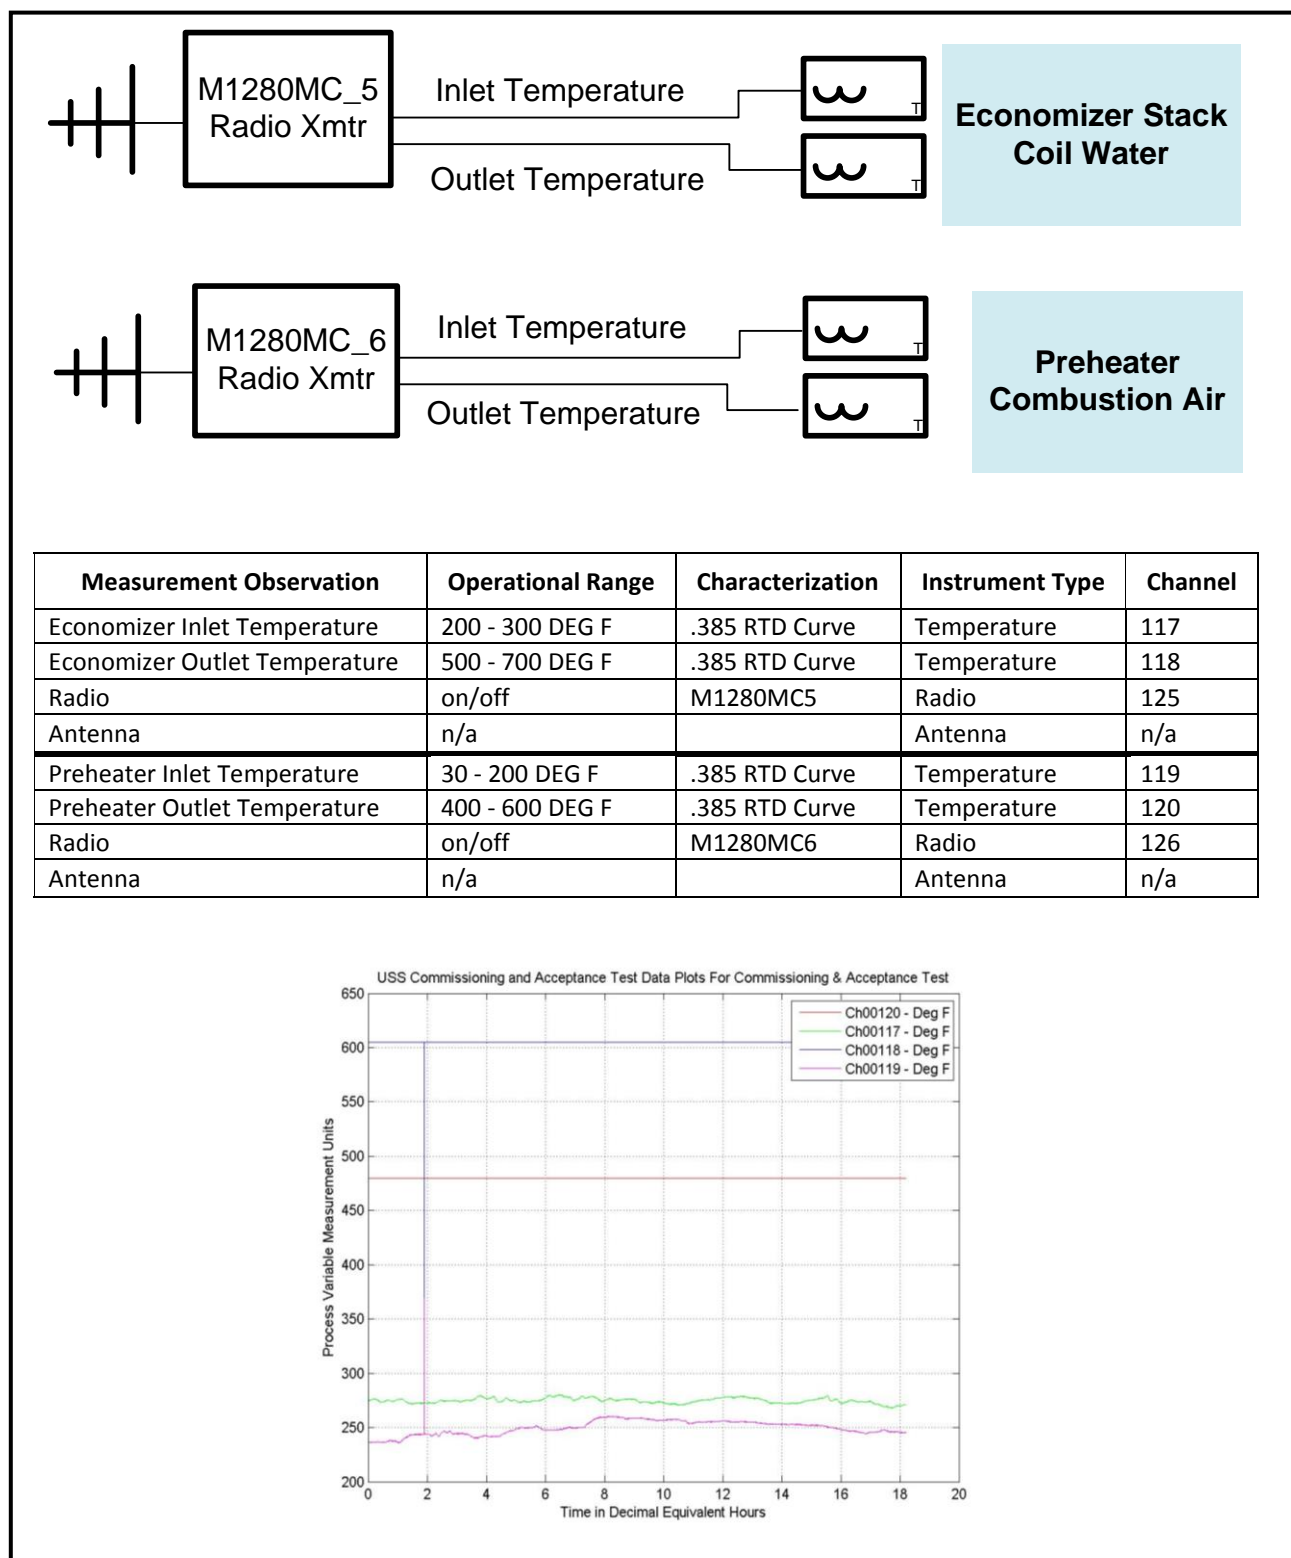 M1280MC_5
Radio Xmtr
Inlet Temperature
Outlet Temperature
T
T
Economizer Stack
Coil Water
M1280MC_6
Radio Xmtr
Inlet Temperature
Outlet Temperature
T
T
Preheater
Combustion Air
Measurement Observation Operational Range Characterization Instrument Type Channel
Economizer Inlet Temperature 200 - 300 DEG F .385 RTD Curve Temperature 117
Economizer Outlet Temperature 500 - 700 DEG F .385 RTD Curve Temperature 118
Radio on/off M1280MC5 Radio 125
Antenna n/a Antenna n/a
Preheater Inlet Temperature 30 - 200 DEG F .385 RTD Curve Temperature 119
Preheater Outlet Temperature 400 - 600 DEG F .385 RTD Curve Temperature 120
Radio on/off M1280MC6 Radio 126
Antenna n/a Antenna n/a
USS Commissioning and Acceptance Test Data Plots For Commissioning & Acceptance Test
Ch00120 - Deg F
Ch00117 - Deg F
Ch00118 - Deg F
Ch00119 - Deg F
Process Variable Measurement Units
650
600
550
500
450
400
350
300
250
200
0 2 4 6 8 10 12 14 16 18 20
Time in Decimal Equivalent Hours